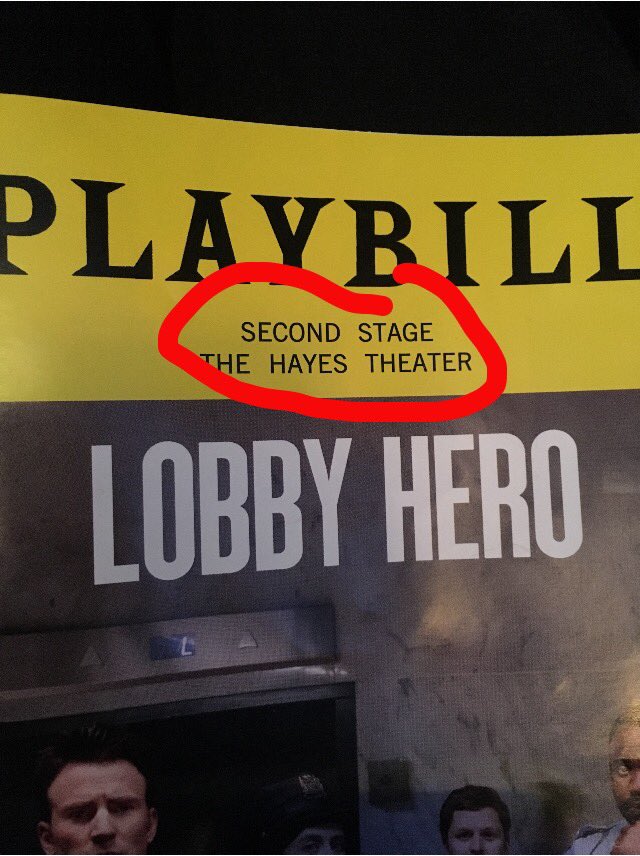 PLAYBILL
SECOND STAGE
THE HAYES THEATER
LOBBY HERO
L